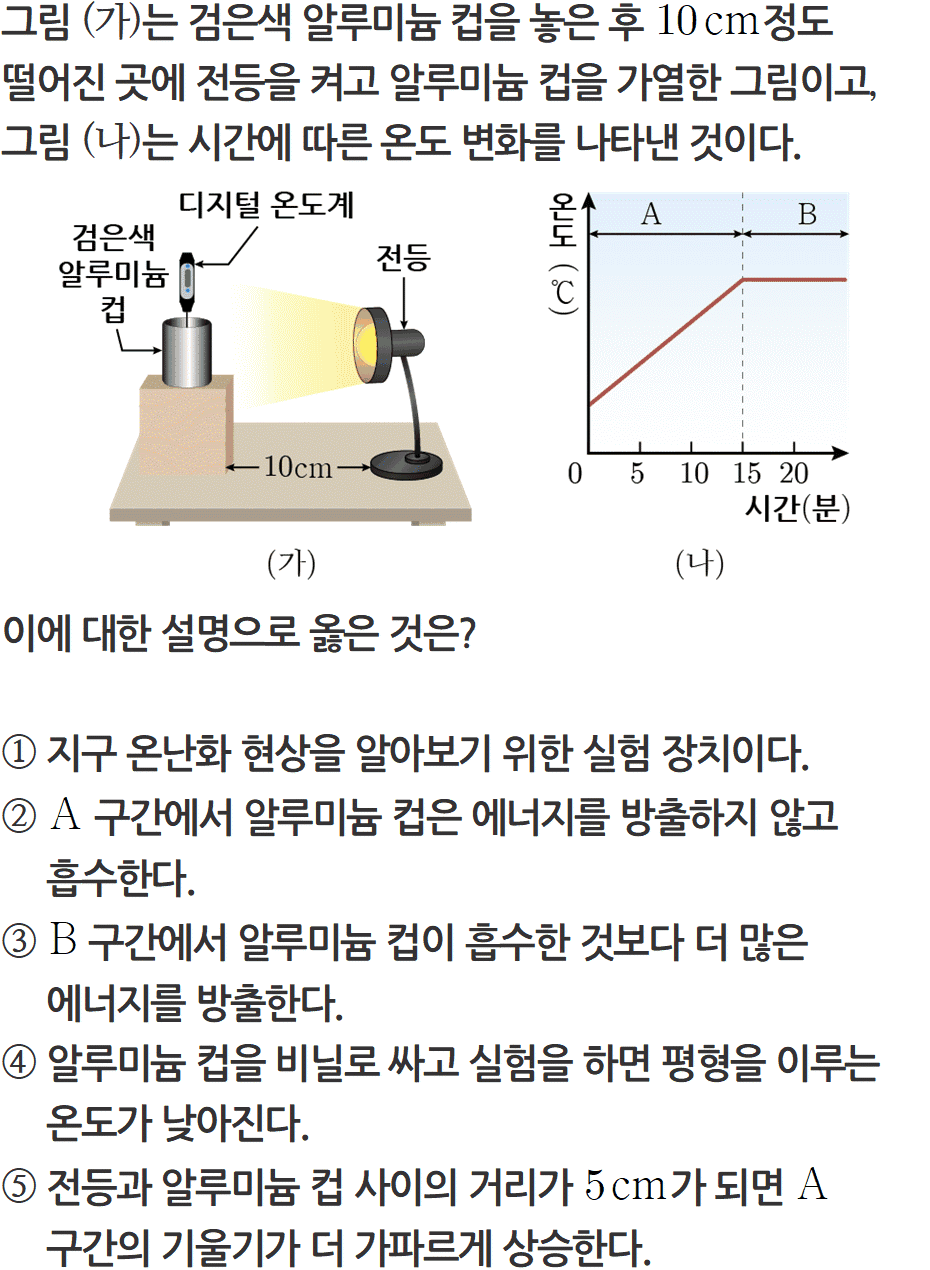 그림 (가)는 검은색 알루미늄 컵을 놓은 후 10cm정도
떨어진 곳에 전등을 켜고 알루미늄 컵을 가열한 그림이고,
그림 (나)는 시간에 따른 온도 변화를 나타낸 것이다.
디지털 온도계
검은색
알루미늄
컵
전등
10cm
(가)
온도(℃)
A
B
0 5 10 15 20
시간(분)
(나)
이에 대한 설명으로 옳은 것은?
① 지구 온난화 현상을 알아보기 위한 실험 장치이다.
② A 구간에서 알루미늄 컵은 에너지를 방출하지 않고
흡수한다.
③ B 구간에서 알루미늄 컵이 흡수한 것보다 더 많은
에너지를 방출한다.
④ 알루미늄 컵을 비닐로 싸고 실험을 하면 평형을 이루는
온도가 낮아진다.
⑤ 전등과 알루미늄 컵 사이의 거리가 5cm가 되면 A
구간의 기울기가 더 가파르게 상승한다.